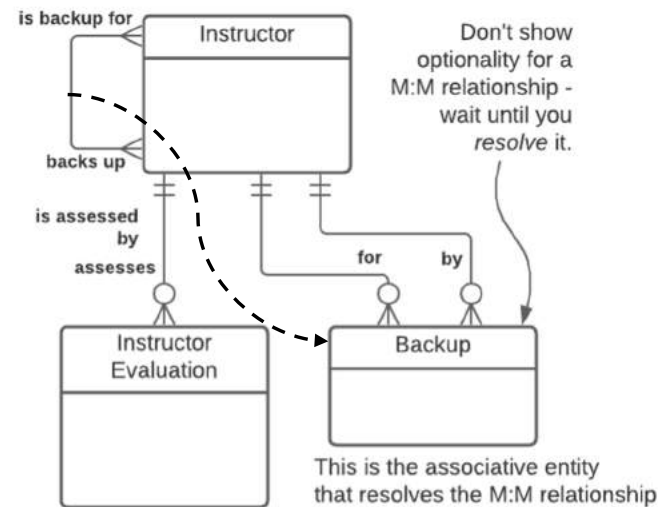 is backup for
Instructor
Don't show
optionality for a
M:M relationship -
wait until you
resolve it.
backs up
is assessed
by
assesses
for
by
Instructor
Evaluation
Backup
This is the associative entity
that resolves the M:M relationship